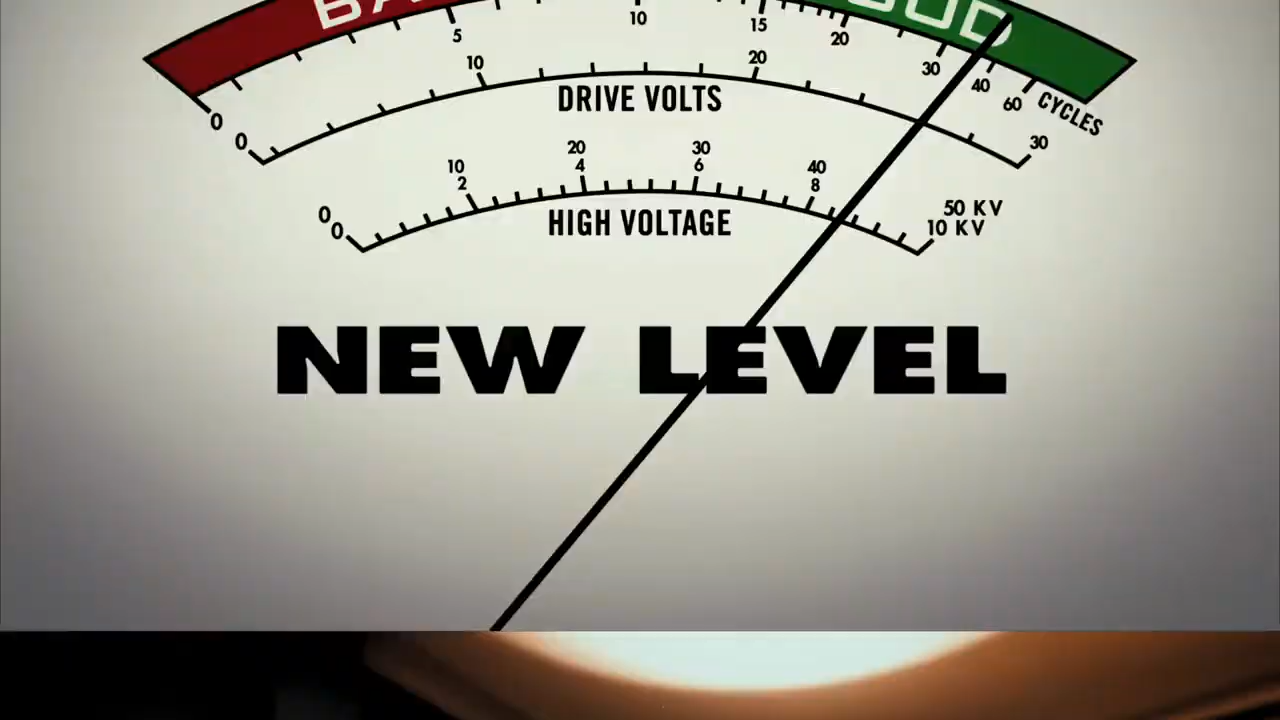 5 10 15 20 30 40 60 CYCLES
0
0 10 20 30
DRIVE VOLTS
0 10 20 30 40 50 KV
0 2 4 6 8 10 KV
HIGH VOLTAGE
NEW LEVEL